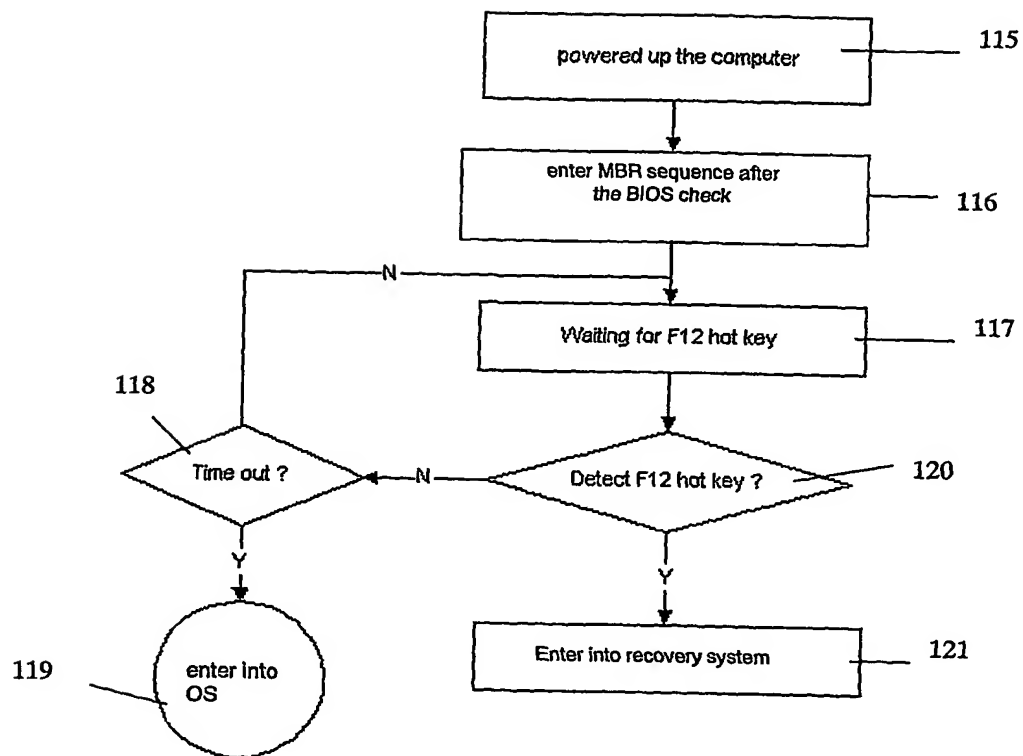 powered up the computer
115
enter MBR sequence after
the BIOS check
116
N
Waiting for F12 hot key
117
118
Time out ?
N
Detect F12 hot key ?
120
Y
Y
119
enter into
OS
Enter into recovery system
121